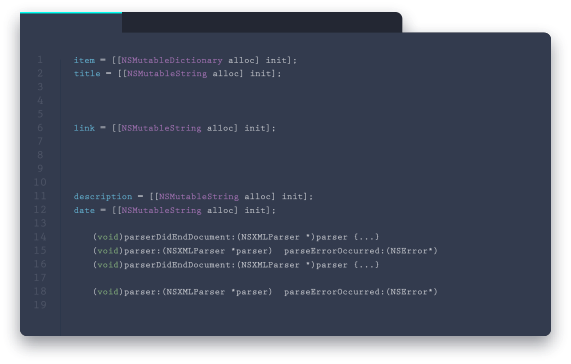 1 item = [[NSMutableDictionary alloc] init];
2 title = [[NSMutableString alloc] init];
3
4
5
6 link = [[NSMutableString alloc] init];
7
8
9
10
11 description = [[NSMutableString alloc] init];
12 date = [[NSMutableString alloc] init];
13
14 (void)parserDidEndDocument:(NSXMLParser *)parser {...}
15 (void)parser:(NSXMLParser *parser) parseErrorOccurred:(NSError*)
16 (void)parserDidEndDocument:(NSXMLParser *)parser {...}
17
18 (void)parser:(NSXMLParser *parser) parseErrorOccurred:(NSError*)
19